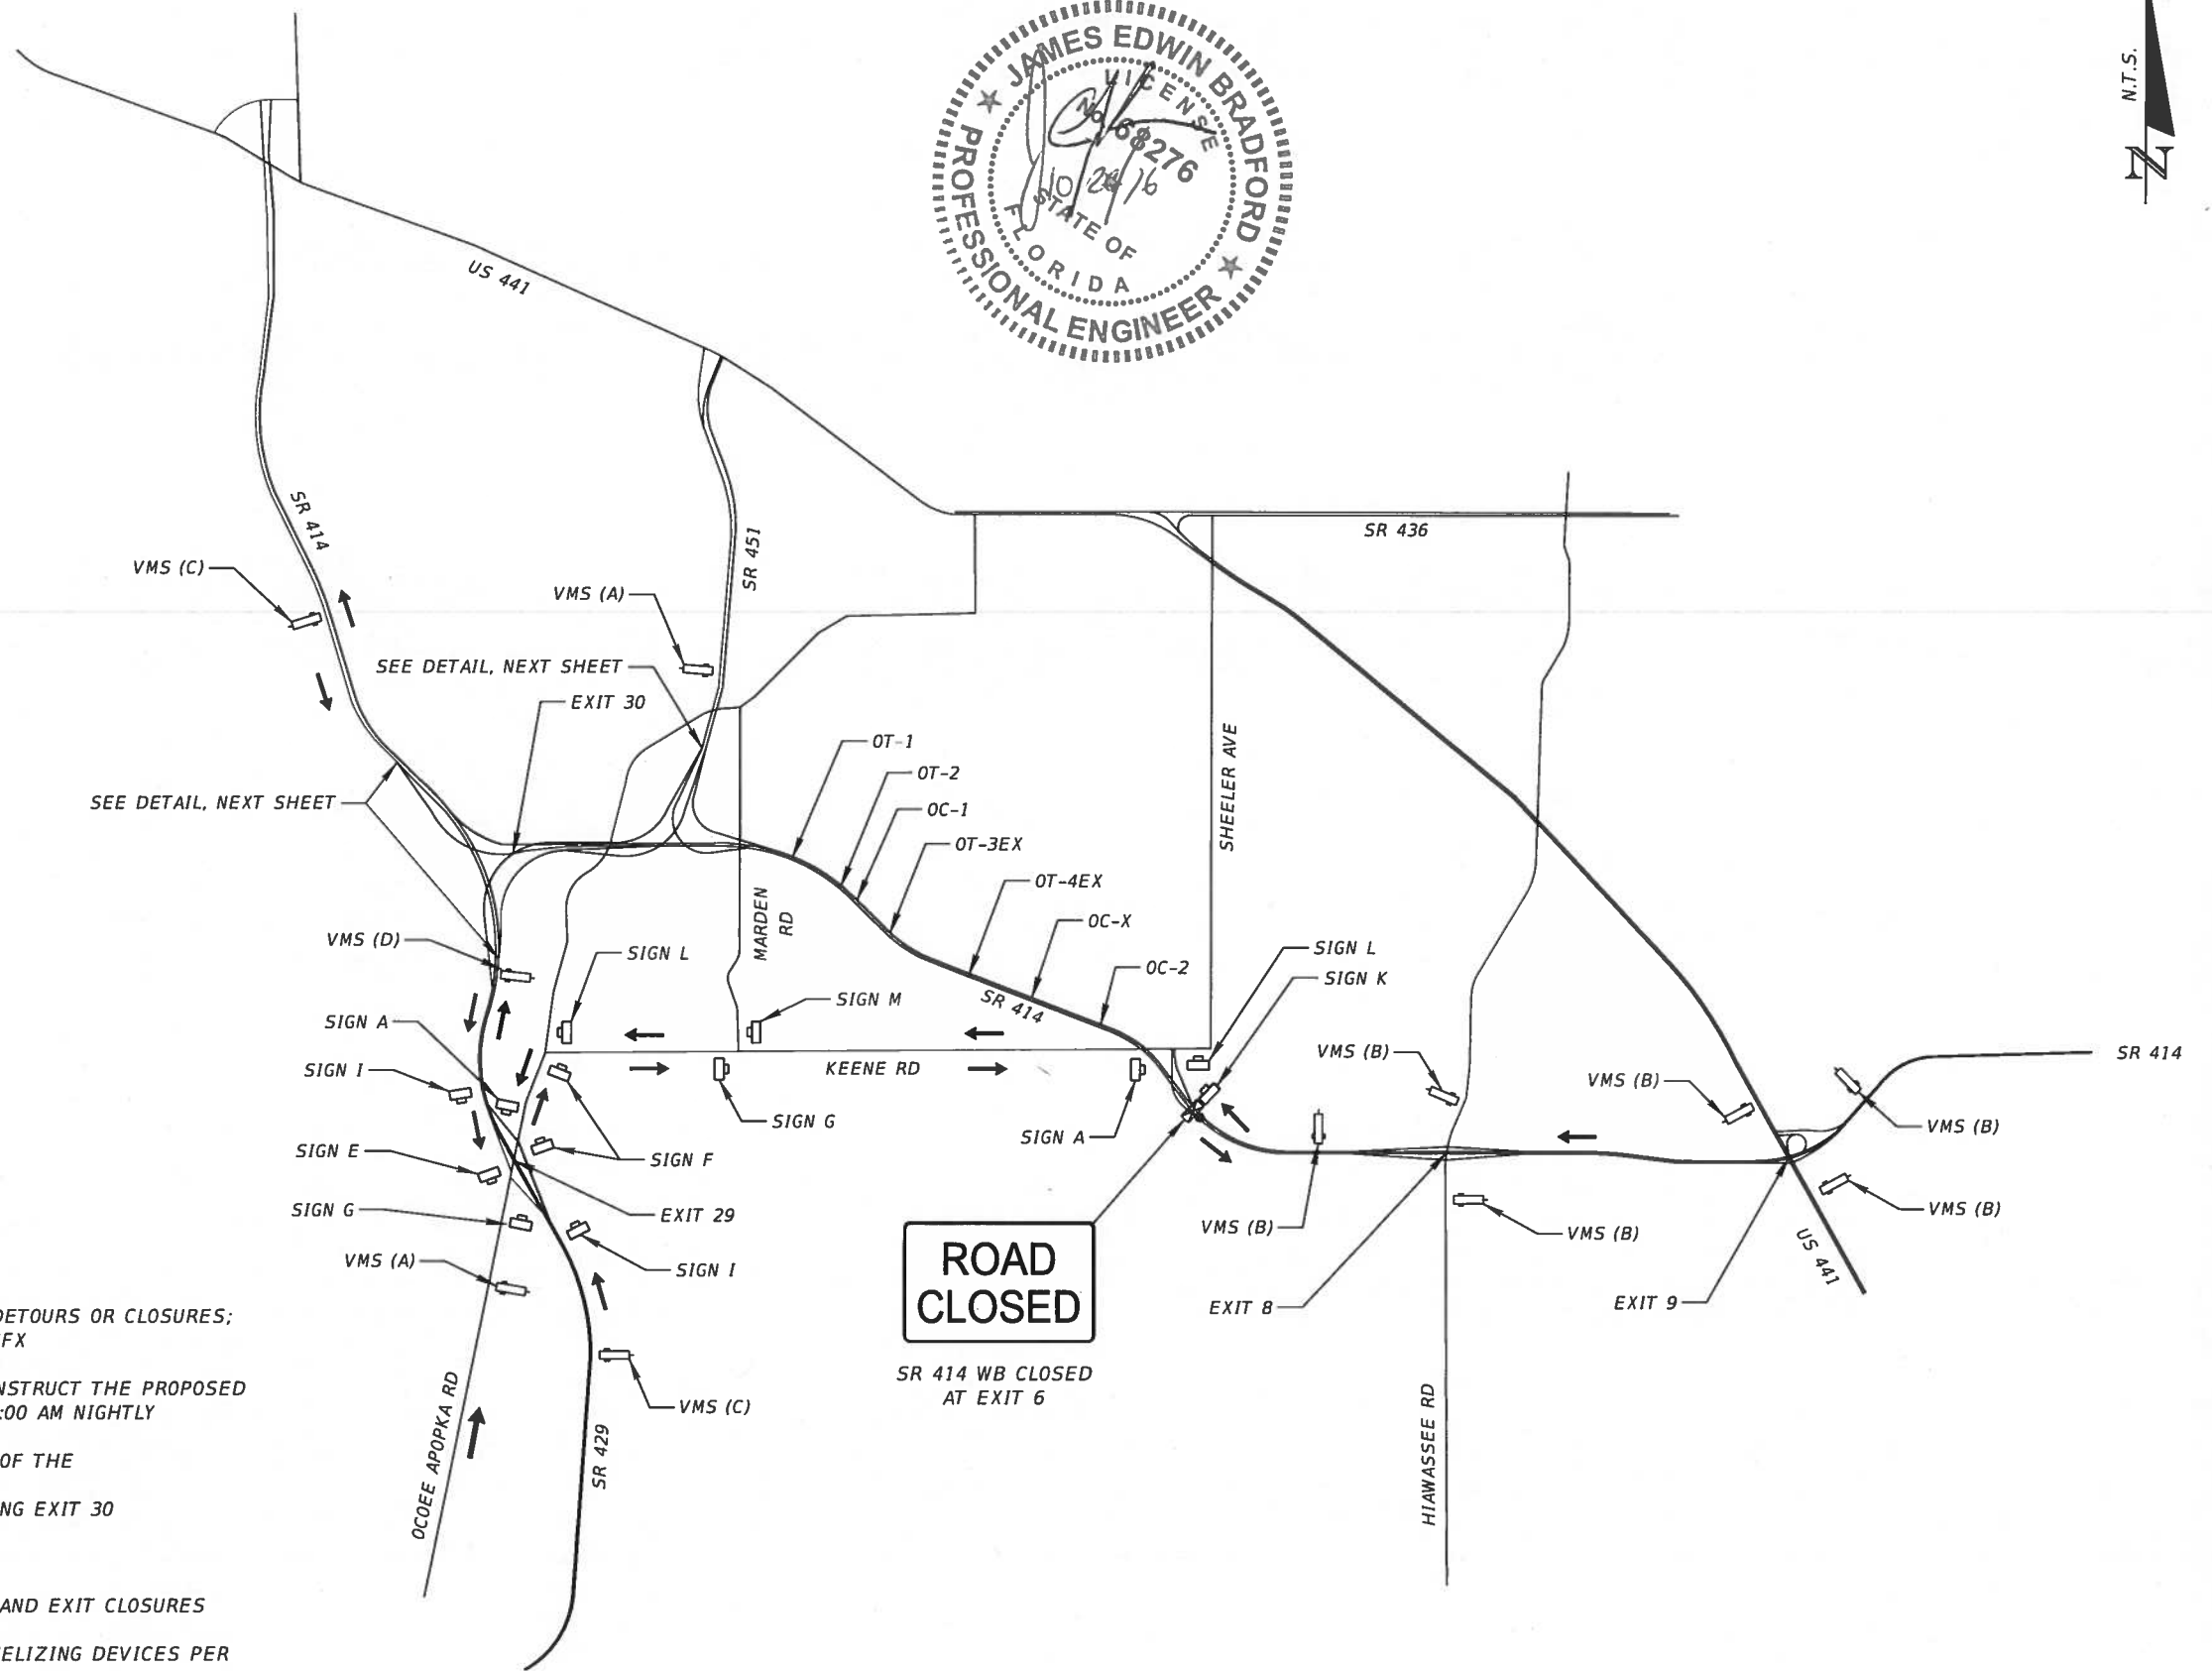 JAMES EDWIN BRADFORD
PROFESSIONAL ENGINEER
LICENSE
No 68276
10 20 16
STATE OF
FLORIDA
N.T.S.
N
US 441
SR 414
SR 451
SR 436
VMS (C)
VMS (A)
SEE DETAIL, NEXT SHEET
EXIT 30
SEE DETAIL, NEXT SHEET
OT-1
OT-2
OC-1
OT-3EX
OT-4EX
OC-X
OC-2
SHEELER AVE
MARDEN
RD
VMS (D)
SIGN L
SIGN M
SR 414
SIGN L
SIGN K
SIGN A
SIGN I
KEENE RD
VMS (B)
VMS (B)
SR 414
VMS (B)
SIGN G
SIGN A
SIGN E
SIGN F
SIGN G
EXIT 29
VMS (B)
VMS (B)
VMS (B)
VMS (A)
SIGN I
US 441
ROAD
CLOSED
EXIT 8
EXIT 9
SR 414 WB CLOSED
AT EXIT 6
VMS (C)
OCOEE APOPKA RD
SR 429
HIAWASSEE RD
DETOURS OR CLOSURES;
FX
NSTRUCT THE PROPOSED
:00 AM NIGHTLY
OF THE
NG EXIT 30
AND EXIT CLOSURES
ELIZING DEVICES PER